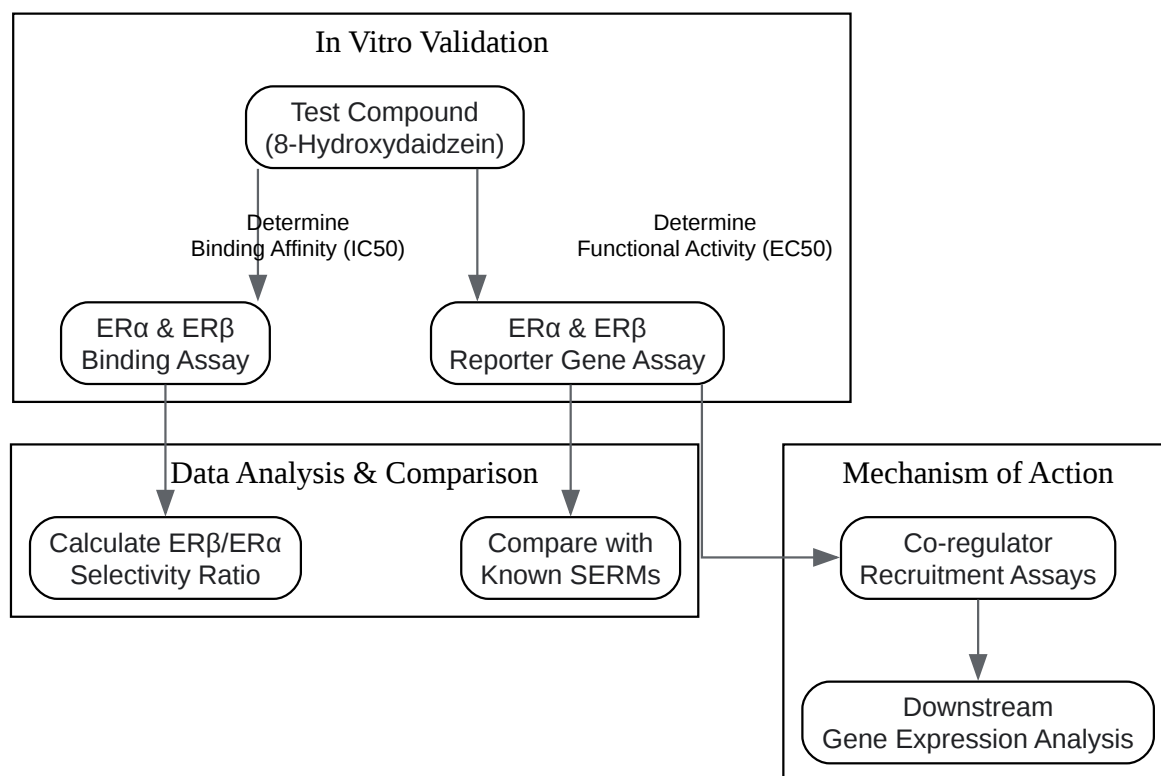 In Vitro Validation
Test Compound
(8-Hydroxydaidzein)
Determine
Binding Affinity (IC50)
Determine
Functional Activity (EC50)
ERα & ERβ
Binding Assay
ERα & ERβ
Reporter Gene Assay
Data Analysis & Comparison
Mechanism of Action
Calculate ERβ/ERα
Selectivity Ratio
Compare with
Known SERMs
Co-regulator
Recruitment Assays
Downstream
Gene Expression Analysis